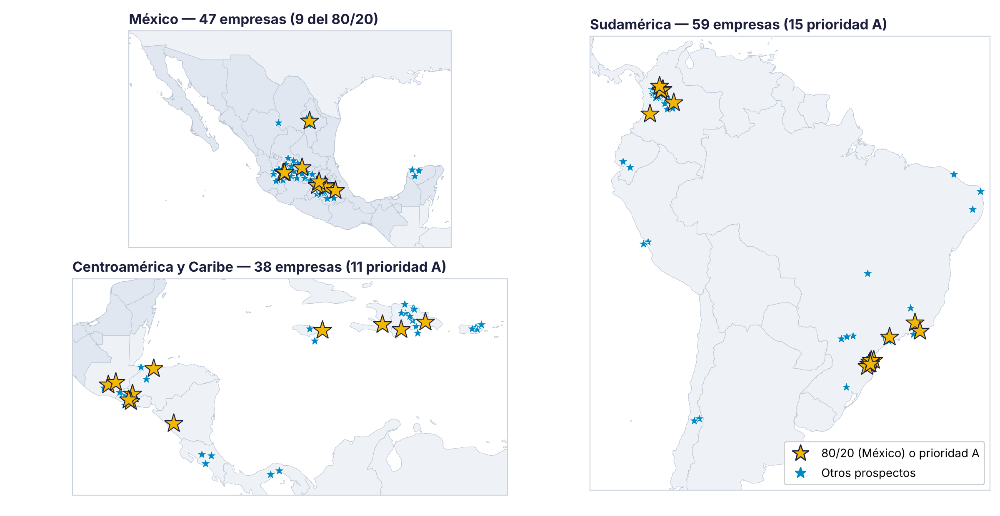 México — 47 empresas (9 del 80/20)
Centroamérica y Caribe — 38 empresas (11 prioridad A)
Sudamérica — 59 empresas (15 prioridad A)
80/20 (México) o prioridad A
Otros prospectos